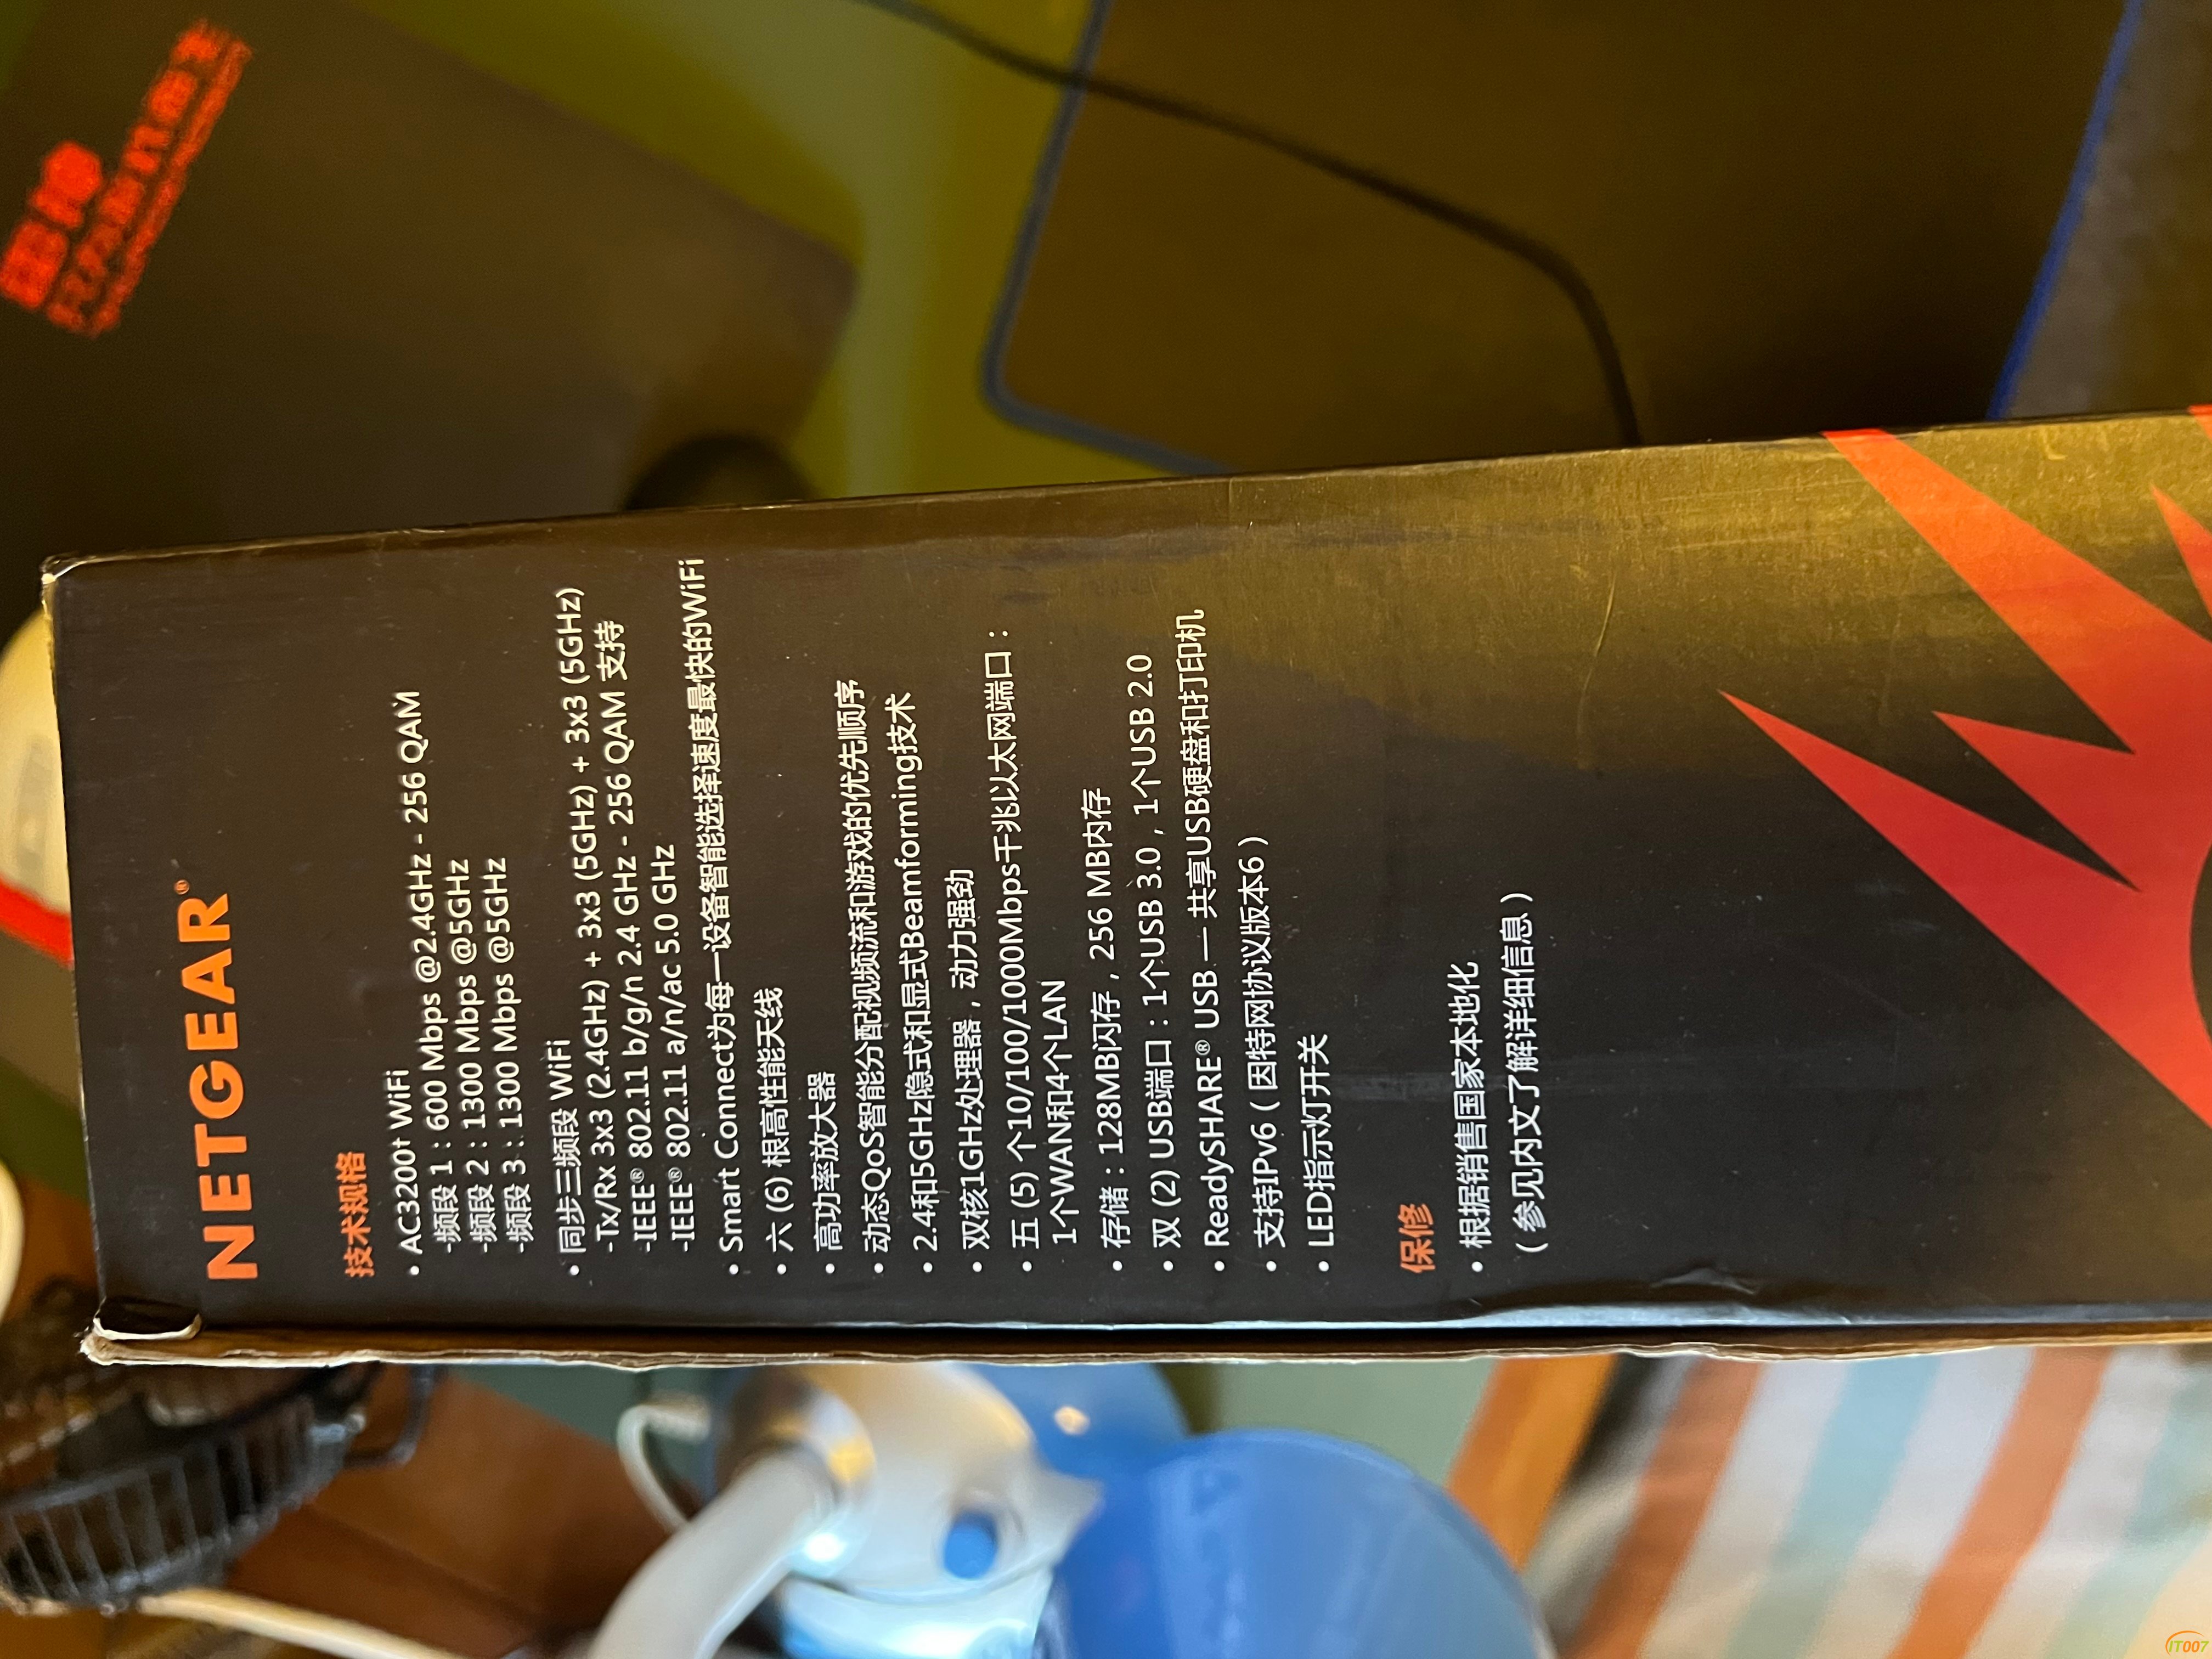 NETGEAR®
技术规格
• AC3200† WiFi
-频段 1：600 Mbps @2.4GHz - 256 QAM
-频段 2：1300 Mbps @5GHz
-频段 3：1300 Mbps @5GHz
• 同步三频段 WiFi
-Tx/Rx 3x3 (2.4GHz) + 3x3 (5GHz) + 3x3 (5GHz)
-IEEE® 802.11 b/g/n 2.4 GHz - 256 QAM 支持
-IEEE® 802.11 a/n/ac 5.0 GHz
• Smart Connect为每一设备智能选择速度最快的WiFi
• 六 (6) 根高性能天线
• 高功率放大器
• 动态QoS智能分配视频流和游戏的优先顺序
• 2.4和5GHz隐式和显式Beamforming技术
• 双核1GHz处理器，动力强劲
• 五 (5) 个10/100/1000Mbps千兆以太网端口：
1个WAN和4个LAN
• 存储：128MB闪存，256 MB内存
• 双 (2) USB端口：1个USB 3.0，1个USB 2.0
• ReadySHARE® USB — 共享USB硬盘和打印机
• 支持IPv6（因特网协议版本6）
• LED指示灯开关
保修
• 根据销售国家本地化
（参见内文了解详细信息）
IT007